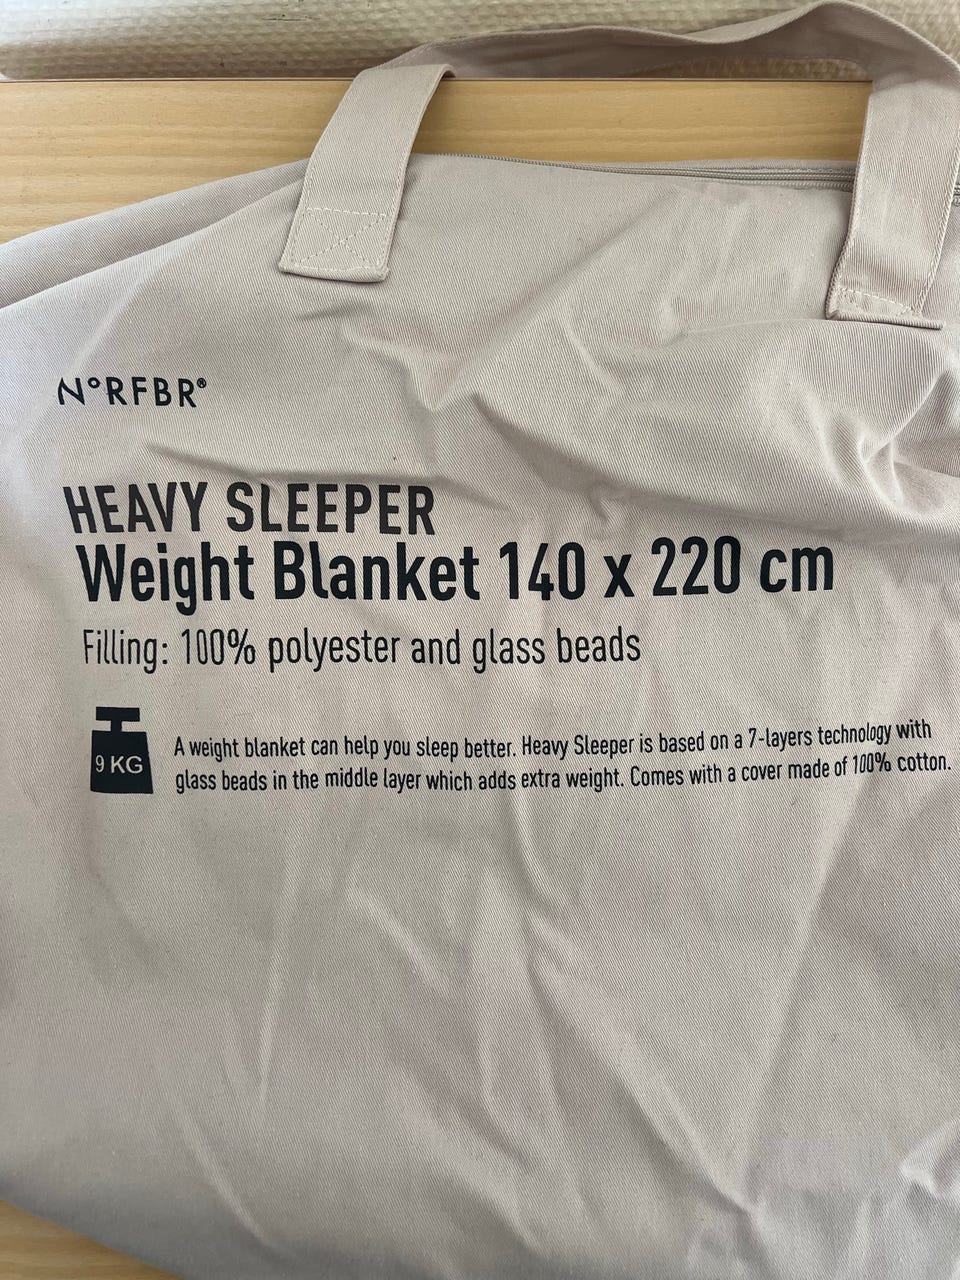 N°RFBR®
HEAVY SLEEPER
Weight Blanket 140 x 220 cm
Filling: 100% polyester and glass beads
9 KG
A weight blanket can help you sleep better. Heavy Sleeper is based on a 7-layers technology with
glass beads in the middle layer which adds extra weight. Comes with a cover made of 100% cotton.